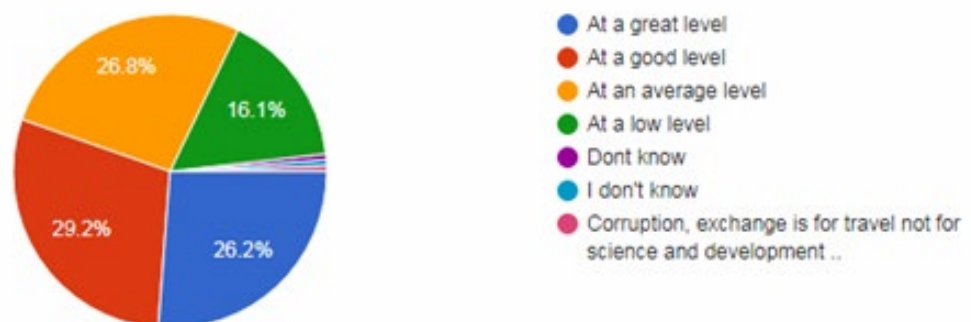 26.8%
16.1%
29.2%
26.2%
At a great level
At a good level
At an average level
At a low level
Dont know
I don't know
Corruption, exchange is for travel not for
science and development ..